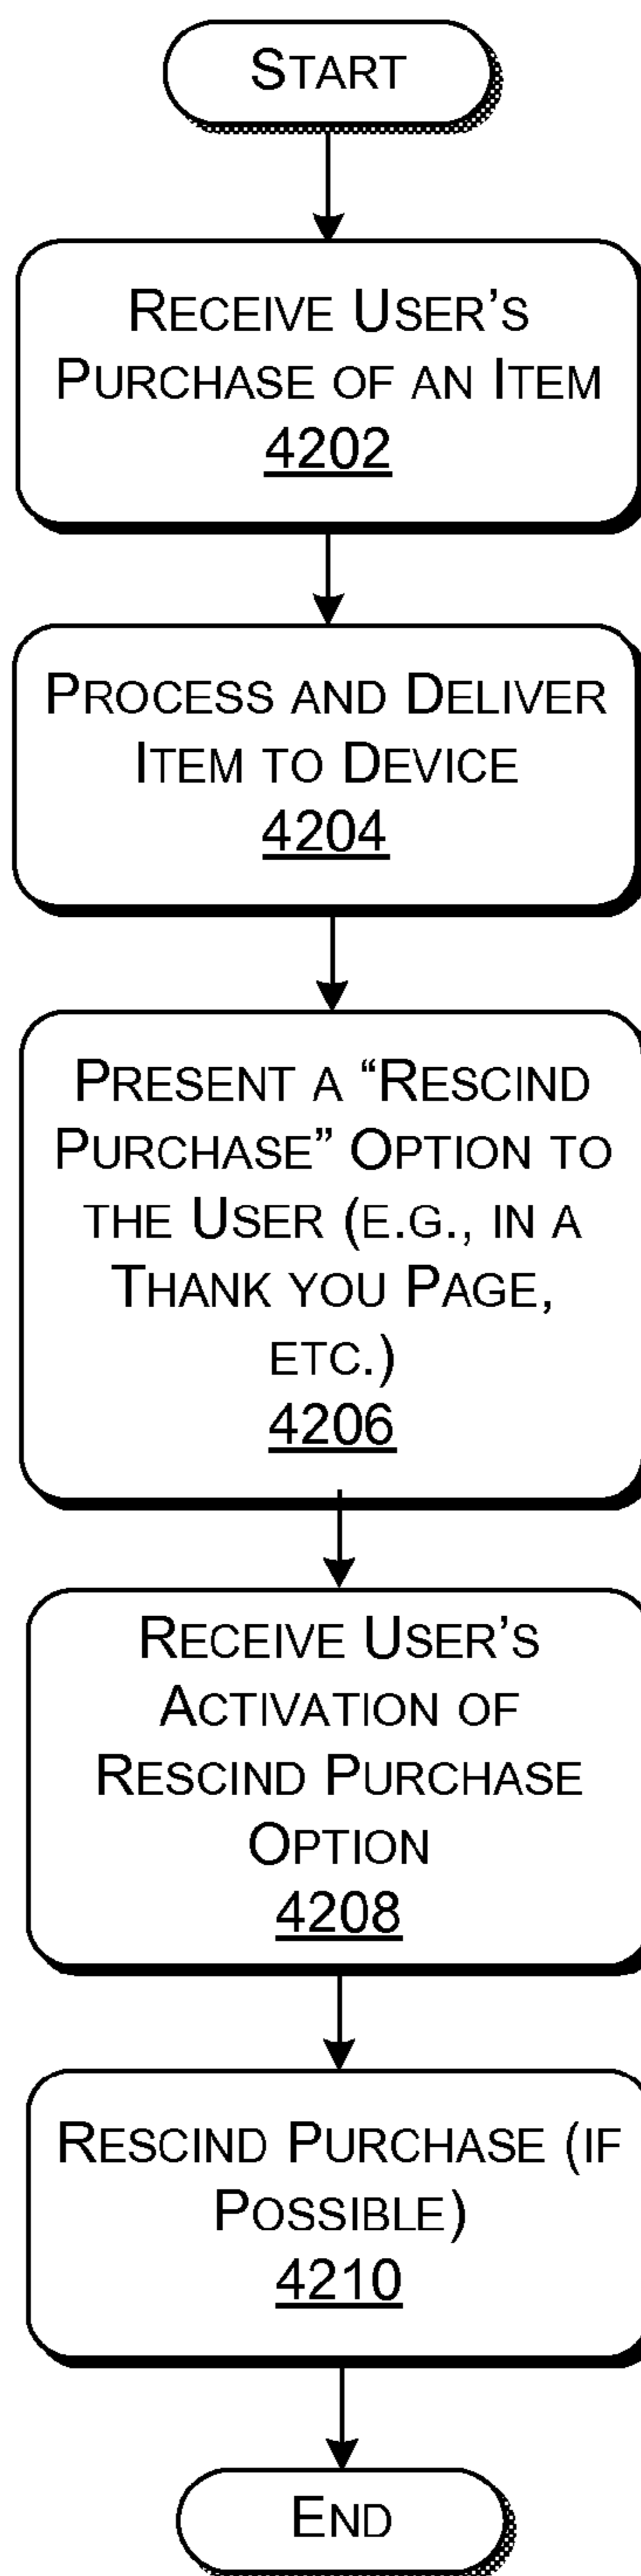 START
RECEIVE USER'S
PURCHASE OF AN ITEM
4202
PROCESS AND DELIVER
ITEM TO DEVICE
4204
PRESENT A “RESCIND
PURCHASE” OPTION TO
THE USER (E.G., IN A
THANK YOU PAGE,
ETC.)
4206
RECEIVE USER'S
ACTIVATION OF
RESCIND PURCHASE
OPTION
4208
RESCIND PURCHASE (IF
POSSIBLE)
4210
END